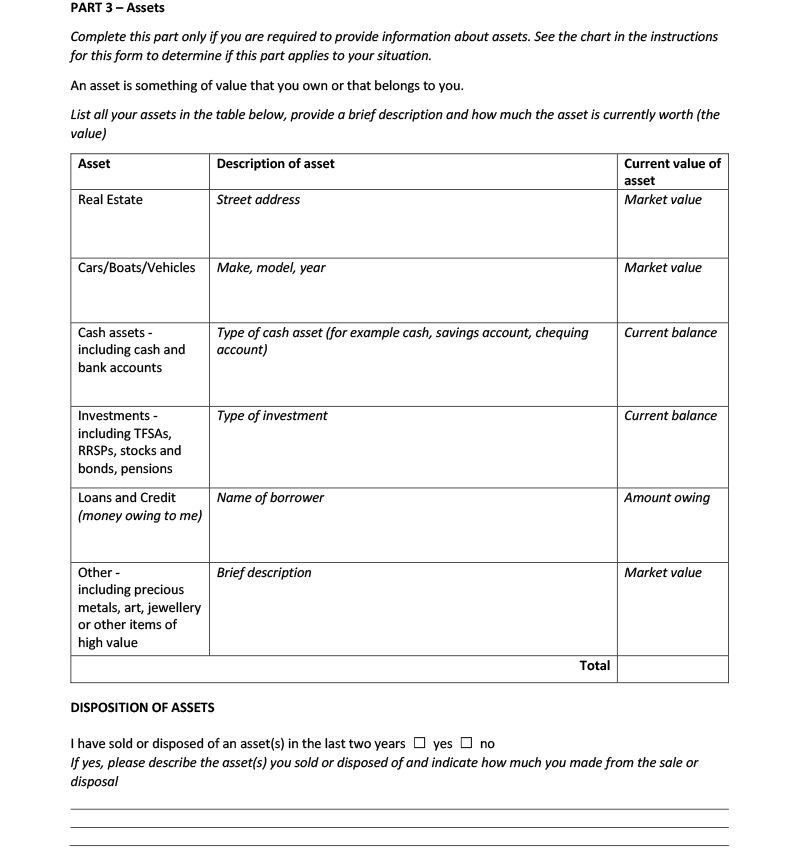 PART 3 – Assets
Complete this part only if you are required to provide information about assets. See the chart in the instructions
for this form to determine if this part applies to your situation.
An asset is something of value that you own or that belongs to you.
List all your assets in the table below, provide a brief description and how much the asset is currently worth (the
value)
Asset
Description of asset
Current value of
asset
Real Estate
Street address
Market value
Cars/Boats/Vehicles
Make, model, year
Market value
Cash assets -
including cash and
bank accounts
Type of cash asset (for example cash, savings account, chequing
account)
Current balance
Investments -
including TFSAs,
RRSPs, stocks and
bonds, pensions
Type of investment
Current balance
Loans and Credit
(money owing to me)
Name of borrower
Amount owing
Other -
including precious
metals, art, jewellery
or other items of
high value
Brief description
Market value
Total
DISPOSITION OF ASSETS
I have sold or disposed of an asset(s) in the last two years ☐ yes ☐ no
If yes, please describe the asset(s) you sold or disposed of and indicate how much you made from the sale or
disposal